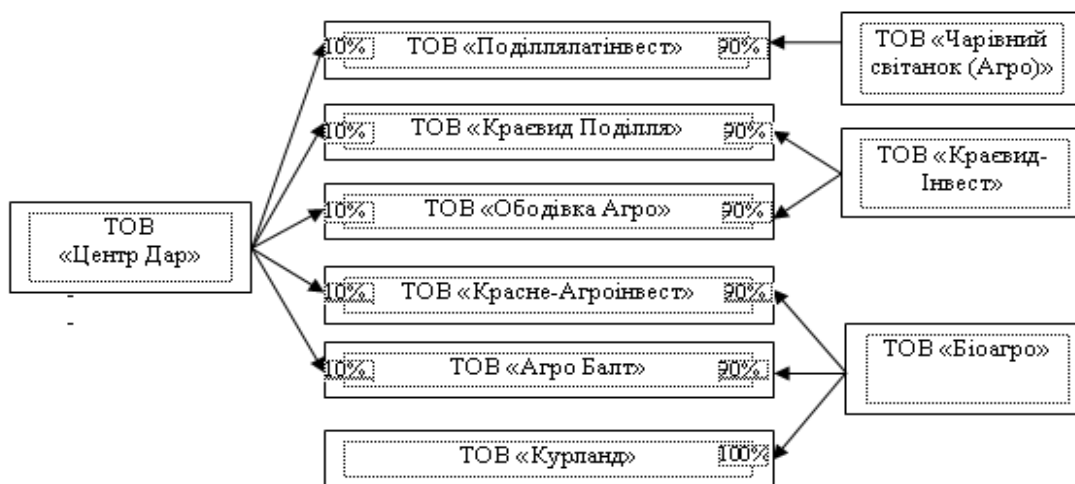 10% ТОВ «Поділлялатінвест» 90%
ТОВ «Чарівний
світанок (Агро)»
10% ТОВ «Краєвид Поділля» 90%
ТОВ «Краєвид-
Інвест»
10% ТОВ «Ободівка Агро» 90%
ТОВ
«Центр Дар»
-
-
10% ТОВ «Красне-Агроінвест» 90%
ТОВ «Біоагро»
10% ТОВ «Агро Балт» 90%
ТОВ «Курланд» 100%